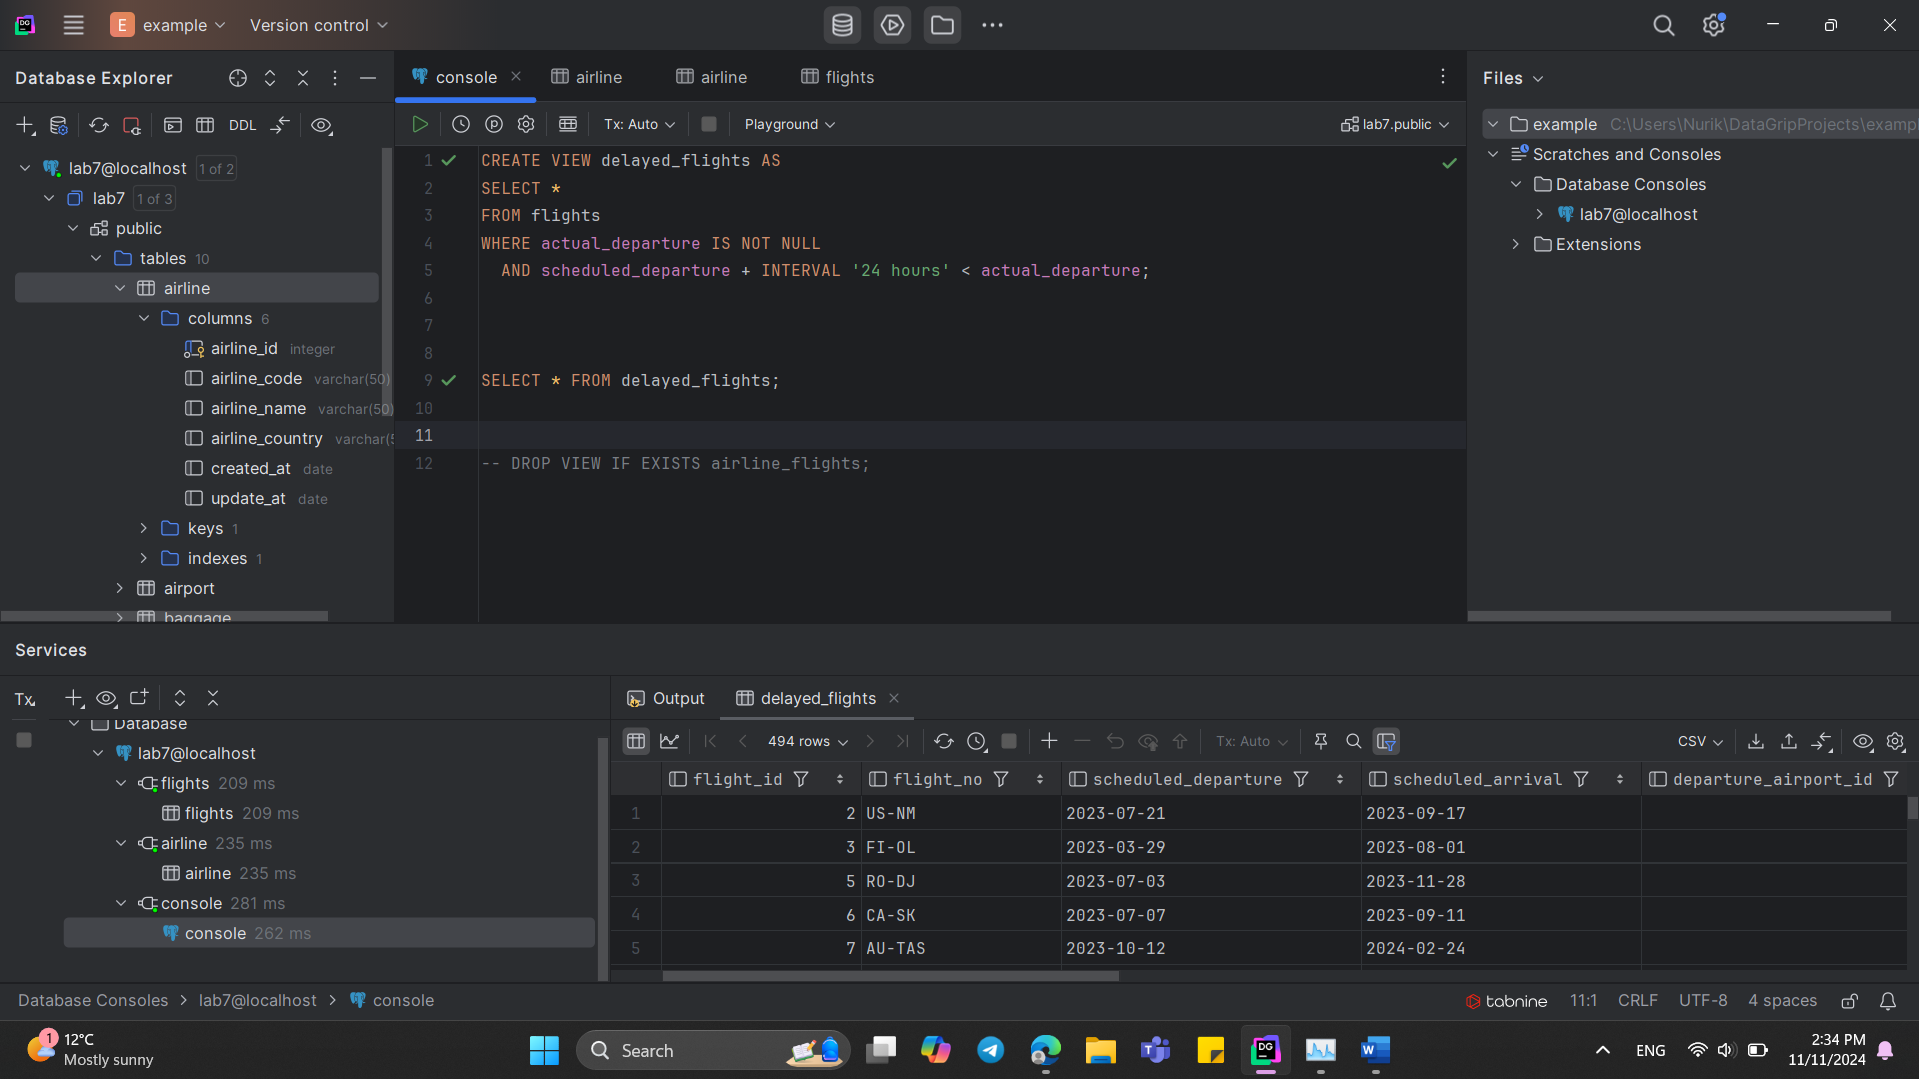 E example
Version control
Database Explorer
DDL
lab7@localhost 1 of 2
lab7 1 of 3
public
tables 10
airline
columns 6
airline_id integer
airline_code varchar(50)
airline_name varchar(50)
airline_country varchar(5
created_at date
update_at date
keys 1
indexes 1
airport
baggage
console
airline
airline
flights
Tx: Auto
Playground
lab7.public
1 CREATE VIEW delayed_flights AS
2 SELECT *
3 FROM flights
4 WHERE actual_departure IS NOT NULL
5 AND scheduled_departure + INTERVAL '24 hours' < actual_departure;
6
7
8
9 SELECT * FROM delayed_flights;
10
11
12 -- DROP VIEW IF EXISTS airline_flights;
Files
example C:\Users\Nurik\DataGripProjects\exampl
Scratches and Consoles
Database Consoles
lab7@localhost
Extensions
Services
Tx
Database
lab7@localhost
flights 209 ms
flights 209 ms
airline 235 ms
airline 235 ms
console 281 ms
console 262 ms
Output
delayed_flights
494 rows
Tx: Auto
CSV
flight_id flight_no scheduled_departure scheduled_arrival departure_airport_id
1 2 US-NM 2023-07-21 2023-09-17
2 3 FI-OL 2023-03-29 2023-08-01
3 5 RO-DJ 2023-07-03 2023-11-28
4 6 CA-SK 2023-07-07 2023-09-11
5 7 AU-TAS 2023-10-12 2024-02-24
Database Consoles > lab7@localhost > console
tabnine 11:1 CRLF UTF-8 4 spaces
1
12°C
Mostly sunny
Search
DG
W
ENG
2:34 PM
11/11/2024